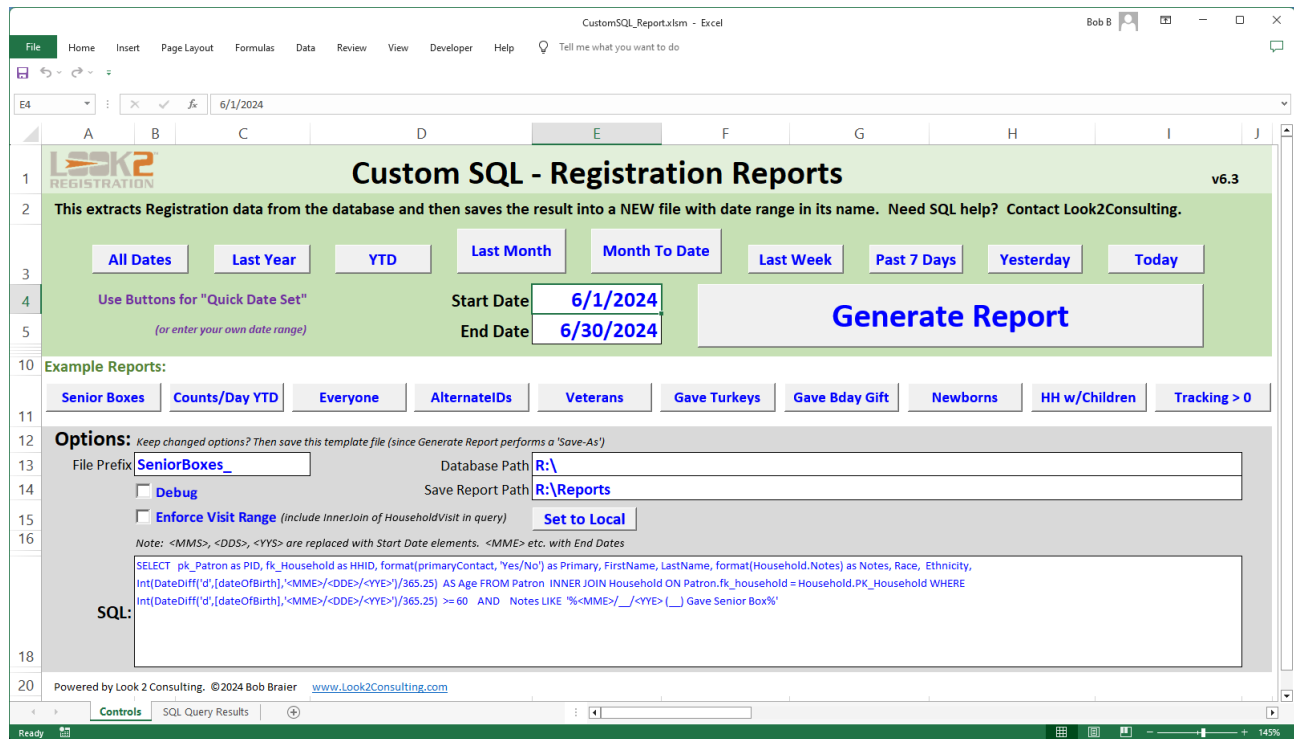 CustomSQL_Report.xlsm - Excel
Bob B
File Home Insert Page Layout Formulas Data Review View Developer Help Tell me what you want to do
E4 fx 6/1/2024
A B C D E F G H I J
1 LOOK2 REGISTRATION Custom SQL - Registration Reports v6.3
2 This extracts Registration data from the database and then saves the result into a NEW file with date range in its name. Need SQL help? Contact Look2Consulting.
3 All Dates Last Year YTD Last Month Month To Date Last Week Past 7 Days Yesterday Today
4 Use Buttons for "Quick Date Set" Start Date 6/1/2024 Generate Report
5 (or enter your own date range) End Date 6/30/2024
10 Example Reports:
11 Senior Boxes Counts/Day YTD Everyone AlternateIDs Veterans Gave Turkeys Gave Bday Gift Newborns HH w/Children Tracking > 0
12 Options: Keep changed options? Then save this template file (since Generate Report performs a 'Save-As')
13 File Prefix SeniorBoxes_ Database Path R:\
14 Debug Save Report Path R:\Reports
15 Enforce Visit Range (include InnerJoin of HouseholdVisit in query) Set to Local
16 Note: <MMS>, <DDS>, <YYS> are replaced with Start Date elements. <MME> etc. with End Dates
SELECT pk_Patron as PID, fk_Household as HHID, format(primaryContact, 'Yes/No') as Primary, FirstName, LastName, format(Household.Notes) as Notes, Race, Ethnicity,
Int(DateDiff('d',[dateOfBirth],'<MME>/<DDE>/<YYE>')/365.25) AS Age FROM Patron INNER JOIN Household ON Patron.fk_household = Household.PK_Household WHERE
Int(DateDiff('d',[dateOfBirth],'<MME>/<DDE>/<YYE>')/365.25) >= 60 AND Notes LIKE '%<MME>/__/<YYE> (__) Gave Senior Box%'
SQL:
18
20 Powered by Look 2 Consulting. ©2024 Bob Braier www.Look2Consulting.com
Controls SQL Query Results
Ready 145%